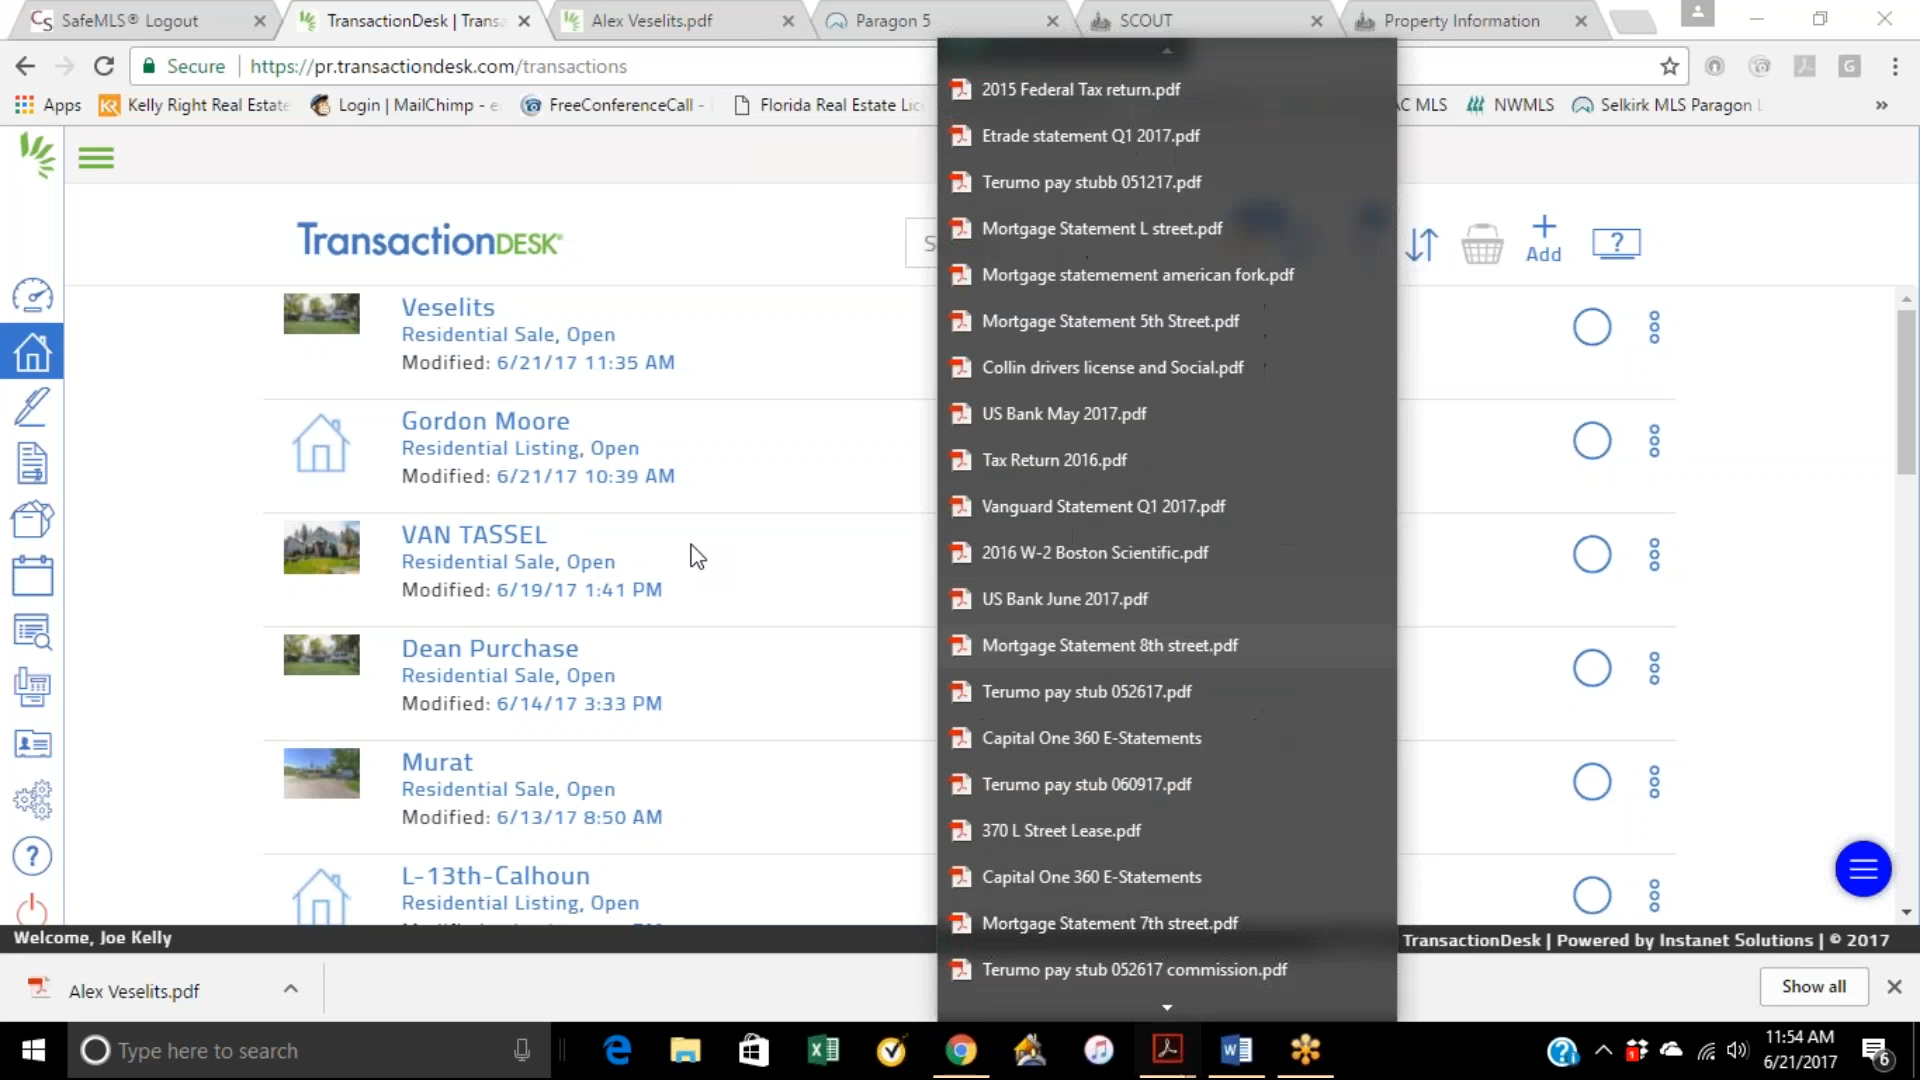 SafeMLS® Logout
TransactionDesk | Transa
Alex Veselits.pdf
Paragon 5
SCOUT
Property Information
Secure
https://pr.transactiondesk.com/transactions
Apps
Kelly Right Real Estate
Login | MailChimp - e
FreeConferenceCall -
Florida Real Estate Lic
C MLS
NWMLS
Selkirk MLS Paragon
»
TransactionDESK®
S
Add
Veselits
Residential Sale, Open
Modified: 6/21/17 11:35 AM
Gordon Moore
Residential Listing, Open
Modified: 6/21/17 10:39 AM
VAN TASSEL
Residential Sale, Open
Modified: 6/19/17 1:41 PM
Dean Purchase
Residential Sale, Open
Modified: 6/14/17 3:33 PM
Murat
Residential Sale, Open
Modified: 6/13/17 8:50 AM
L-13th-Calhoun
Residential Listing, Open
2015 Federal Tax return.pdf
Etrade statement Q1 2017.pdf
Terumo pay stubb 051217.pdf
Mortgage Statement L street.pdf
Mortgage statemement american fork.pdf
Mortgage Statement 5th Street.pdf
Collin drivers license and Social.pdf
US Bank May 2017.pdf
Tax Return 2016.pdf
Vanguard Statement Q1 2017.pdf
2016 W-2 Boston Scientific.pdf
US Bank June 2017.pdf
Mortgage Statement 8th street.pdf
Terumo pay stub 052617.pdf
Capital One 360 E-Statements
Terumo pay stub 060917.pdf
370 L Street Lease.pdf
Capital One 360 E-Statements
Mortgage Statement 7th street.pdf
Terumo pay stub 052617 commission.pdf
Welcome, Joe Kelly
TransactionDesk | Powered by Instanet Solutions | © 2017
Alex Veselits.pdf
Show all
Type here to search
11:54 AM
6/21/2017
6